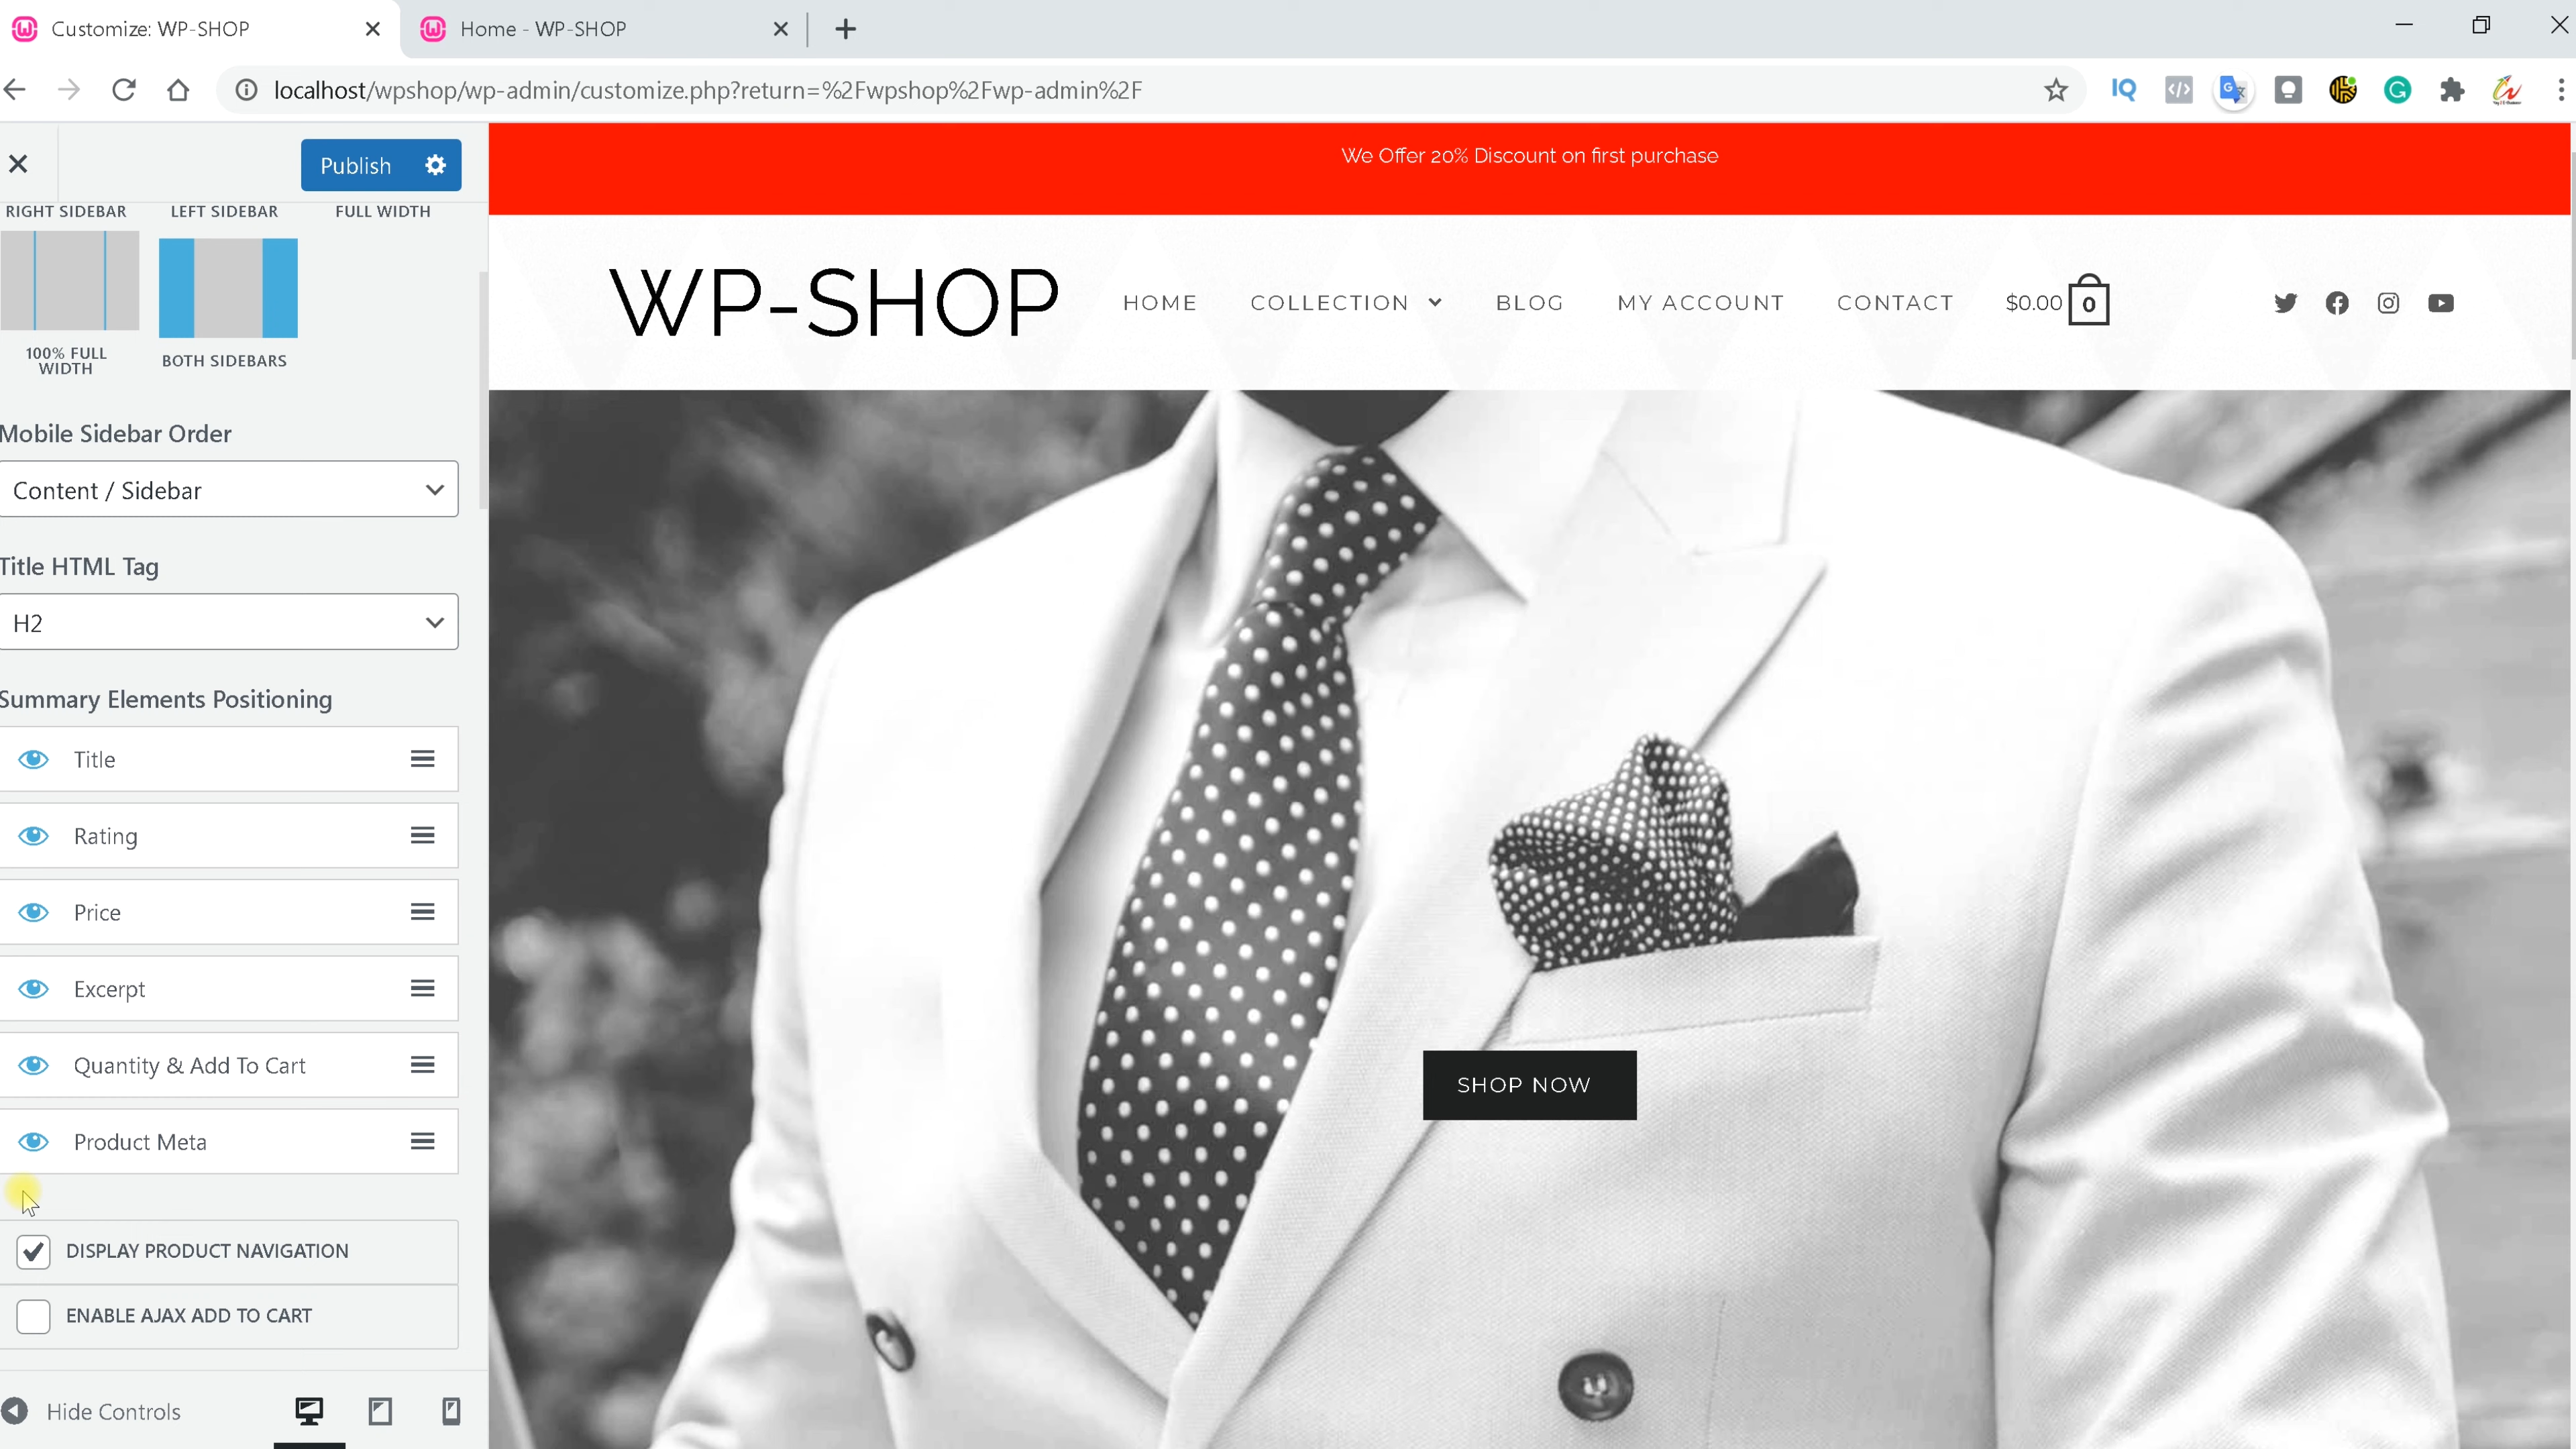 Customize: WP-SHOP
Home - WP-SHOP
localhost/wpshop/wp-admin/customize.php?return=%2Fwpshop%2Fwp-admin%2F
IQ
Publish
RIGHT SIDEBAR
LEFT SIDEBAR
FULL WIDTH
100% FULL
WIDTH
BOTH SIDEBARS
Mobile Sidebar Order
Content / Sidebar
Title HTML Tag
H2
Summary Elements Positioning
Title
Rating
Price
Excerpt
Quantity & Add To Cart
Product Meta
DISPLAY PRODUCT NAVIGATION
ENABLE AJAX ADD TO CART
Hide Controls
We Offer 20% Discount on first purchase
WP-SHOP
HOME
COLLECTION
BLOG
MY ACCOUNT
CONTACT
$0.00 0
SHOP NOW